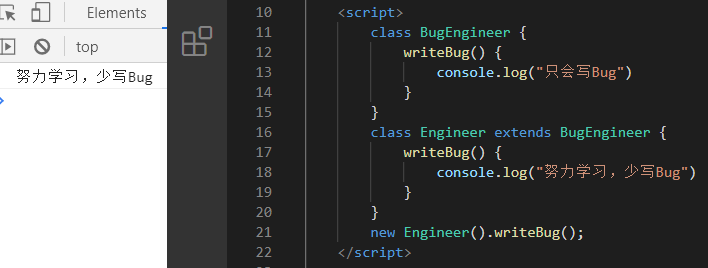 Elements
top
努力学习，少写Bug
10 <script>
11 class BugEngineer {
12 writeBug() {
13 console.log("只会写Bug")
14 }
15 }
16 class Engineer extends BugEngineer {
17 writeBug() {
18 console.log("努力学习，少写Bug")
19 }
20 }
21 new Engineer().writeBug();
22 </script>